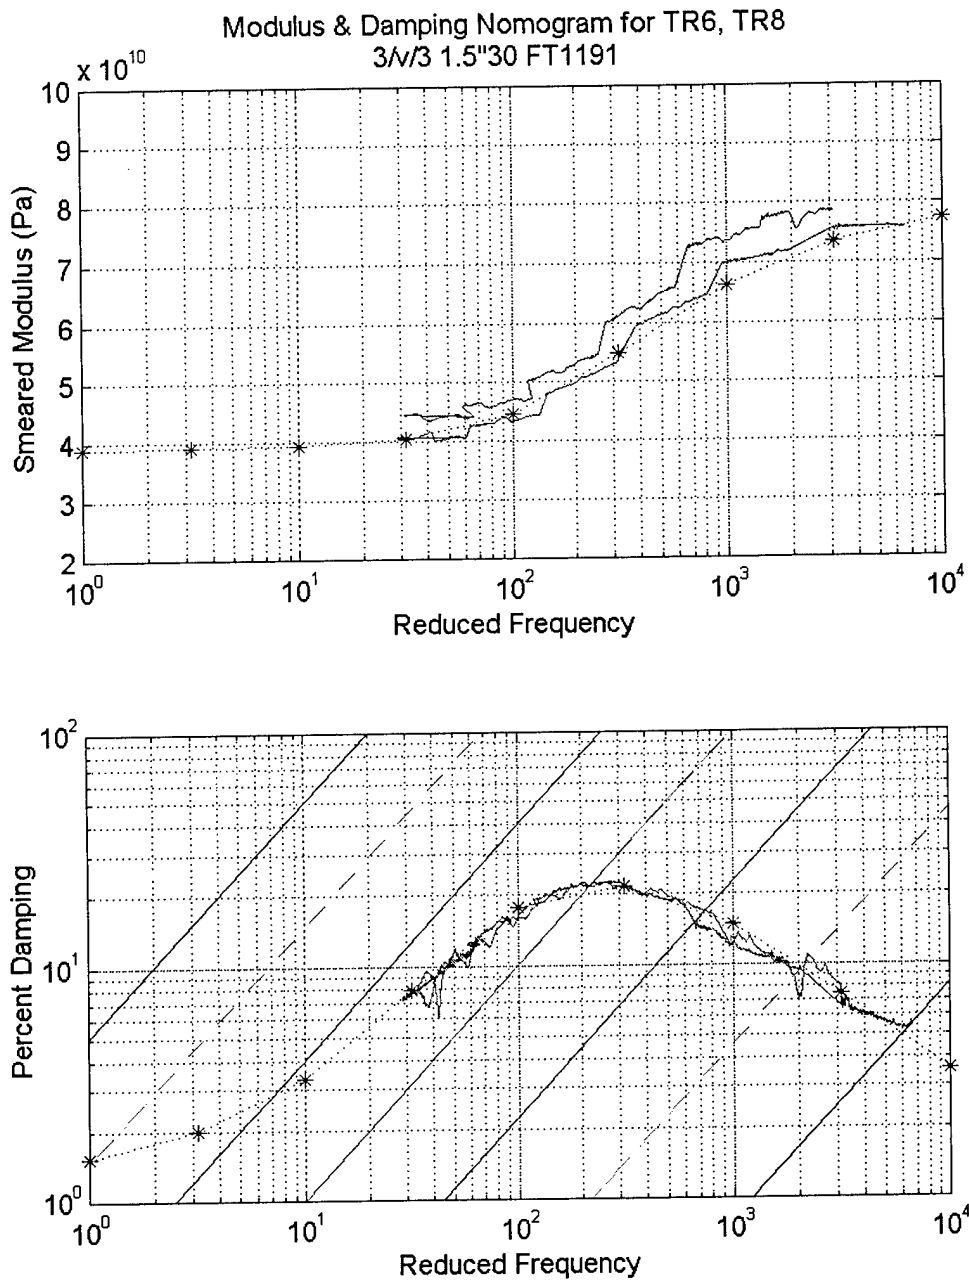 Modulus & Damping Nomogram for TR6, TR8
3/v/3 1.5"30 FT1191
x 10^10
10
9
8
7
6
5
4
3
2
Smeared Modulus (Pa)
10^0 10^1 10^2 10^3 10^4
Reduced Frequency
10^2
10^1
10^0
Percent Damping
10^0 10^1 10^2 10^3 10^4
Reduced Frequency